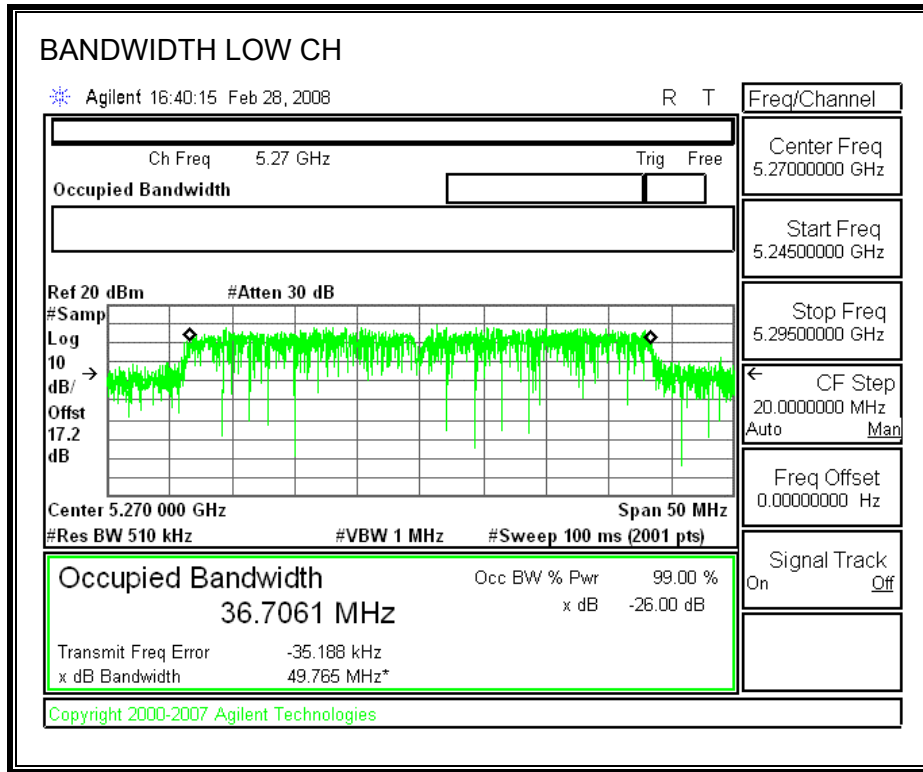 BANDWIDTH LOW CH
Agilent 16:40:15 Feb 28, 2008 R T
Freq/Channel
Ch Freq 5.27 GHz Trig Free
Occupied Bandwidth
Center Freq
5.27000000 GHz
Start Freq
5.24500000 GHz
Stop Freq
5.29500000 GHz
CF Step
20.0000000 MHz
Auto Man
Freq Offset
0.00000000 Hz
Signal Track
On Off
Ref 20 dBm #Atten 30 dB
#Samp
Log
10
dB/
Offst
17.2
dB
Center 5.270 000 GHz Span 50 MHz
#Res BW 510 kHz #VBW 1 MHz #Sweep 100 ms (2001 pts)
Occupied Bandwidth Occ BW % Pwr 99.00 %
36.7061 MHz x dB -26.00 dB
Transmit Freq Error -35.188 kHz
x dB Bandwidth 49.765 MHz*
Copyright 2000-2007 Agilent Technologies